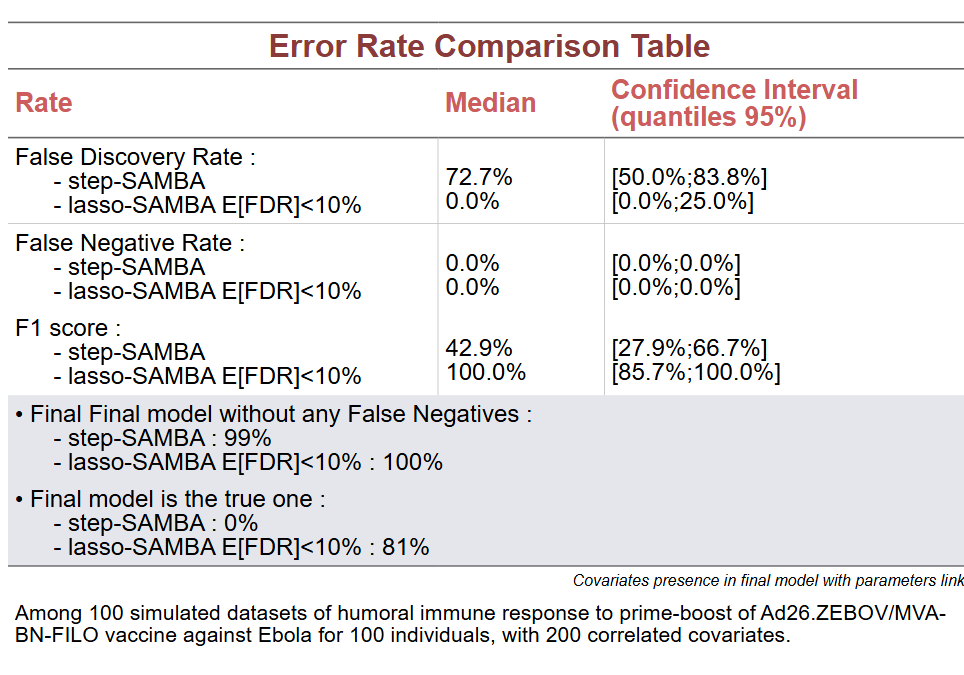 Error Rate Comparison Table
Rate Median Confidence Interval
(quantiles 95%)
False Discovery Rate :
- step-SAMBA 72.7% [50.0%;83.8%]
- lasso-SAMBA E[FDR]<10% 0.0% [0.0%;25.0%]
False Negative Rate :
- step-SAMBA 0.0% [0.0%;0.0%]
- lasso-SAMBA E[FDR]<10% 0.0% [0.0%;0.0%]
F1 score :
- step-SAMBA 42.9% [27.9%;66.7%]
- lasso-SAMBA E[FDR]<10% 100.0% [85.7%;100.0%]
• Final Final model without any False Negatives :
- step-SAMBA : 99%
- lasso-SAMBA E[FDR]<10% : 100%
• Final model is the true one :
- step-SAMBA : 0%
- lasso-SAMBA E[FDR]<10% : 81%
Covariates presence in final model with parameters link
Among 100 simulated datasets of humoral immune response to prime-boost of Ad26.ZEBOV/MVA-
BN-FILO vaccine against Ebola for 100 individuals, with 200 correlated covariates.